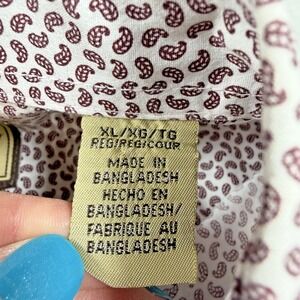 XL/XG/TG
REG/REG/COUR
MADE IN
BANGLADESH
HECHO EN
BANGLADESH/
FABRIQUE AU
BANGLADESH